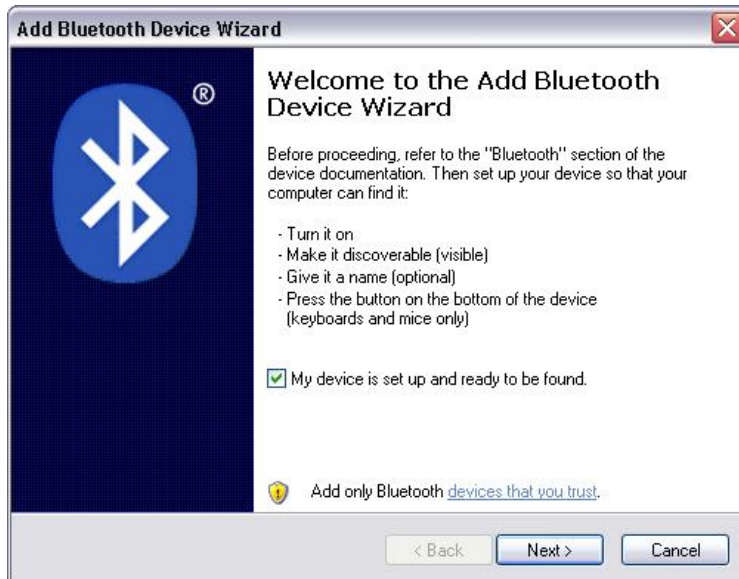 Add Bluetooth Device Wizard
®
Welcome to the Add Bluetooth
Device Wizard
Before proceeding, refer to the "Bluetooth" section of the
device documentation. Then set up your device so that your
computer can find it:
- Turn it on
- Make it discoverable (visible)
- Give it a name (optional)
- Press the button on the bottom of the device
(keyboards and mice only)
My device is set up and ready to be found.
Add only Bluetooth devices that you trust.
< Back Next > Cancel